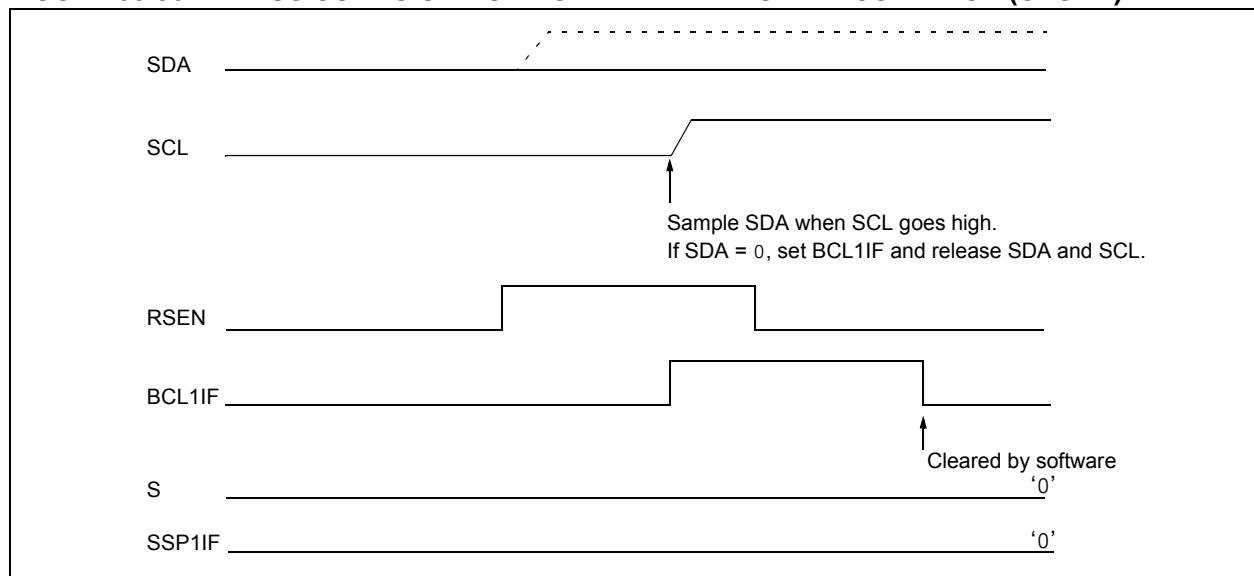 SDA
SCL
Sample SDA when SCL goes high.
If SDA = 0, set BCL1IF and release SDA and SCL.
RSEN
BCL1IF
Cleared by software
S
'0'
SSP1IF
'0'